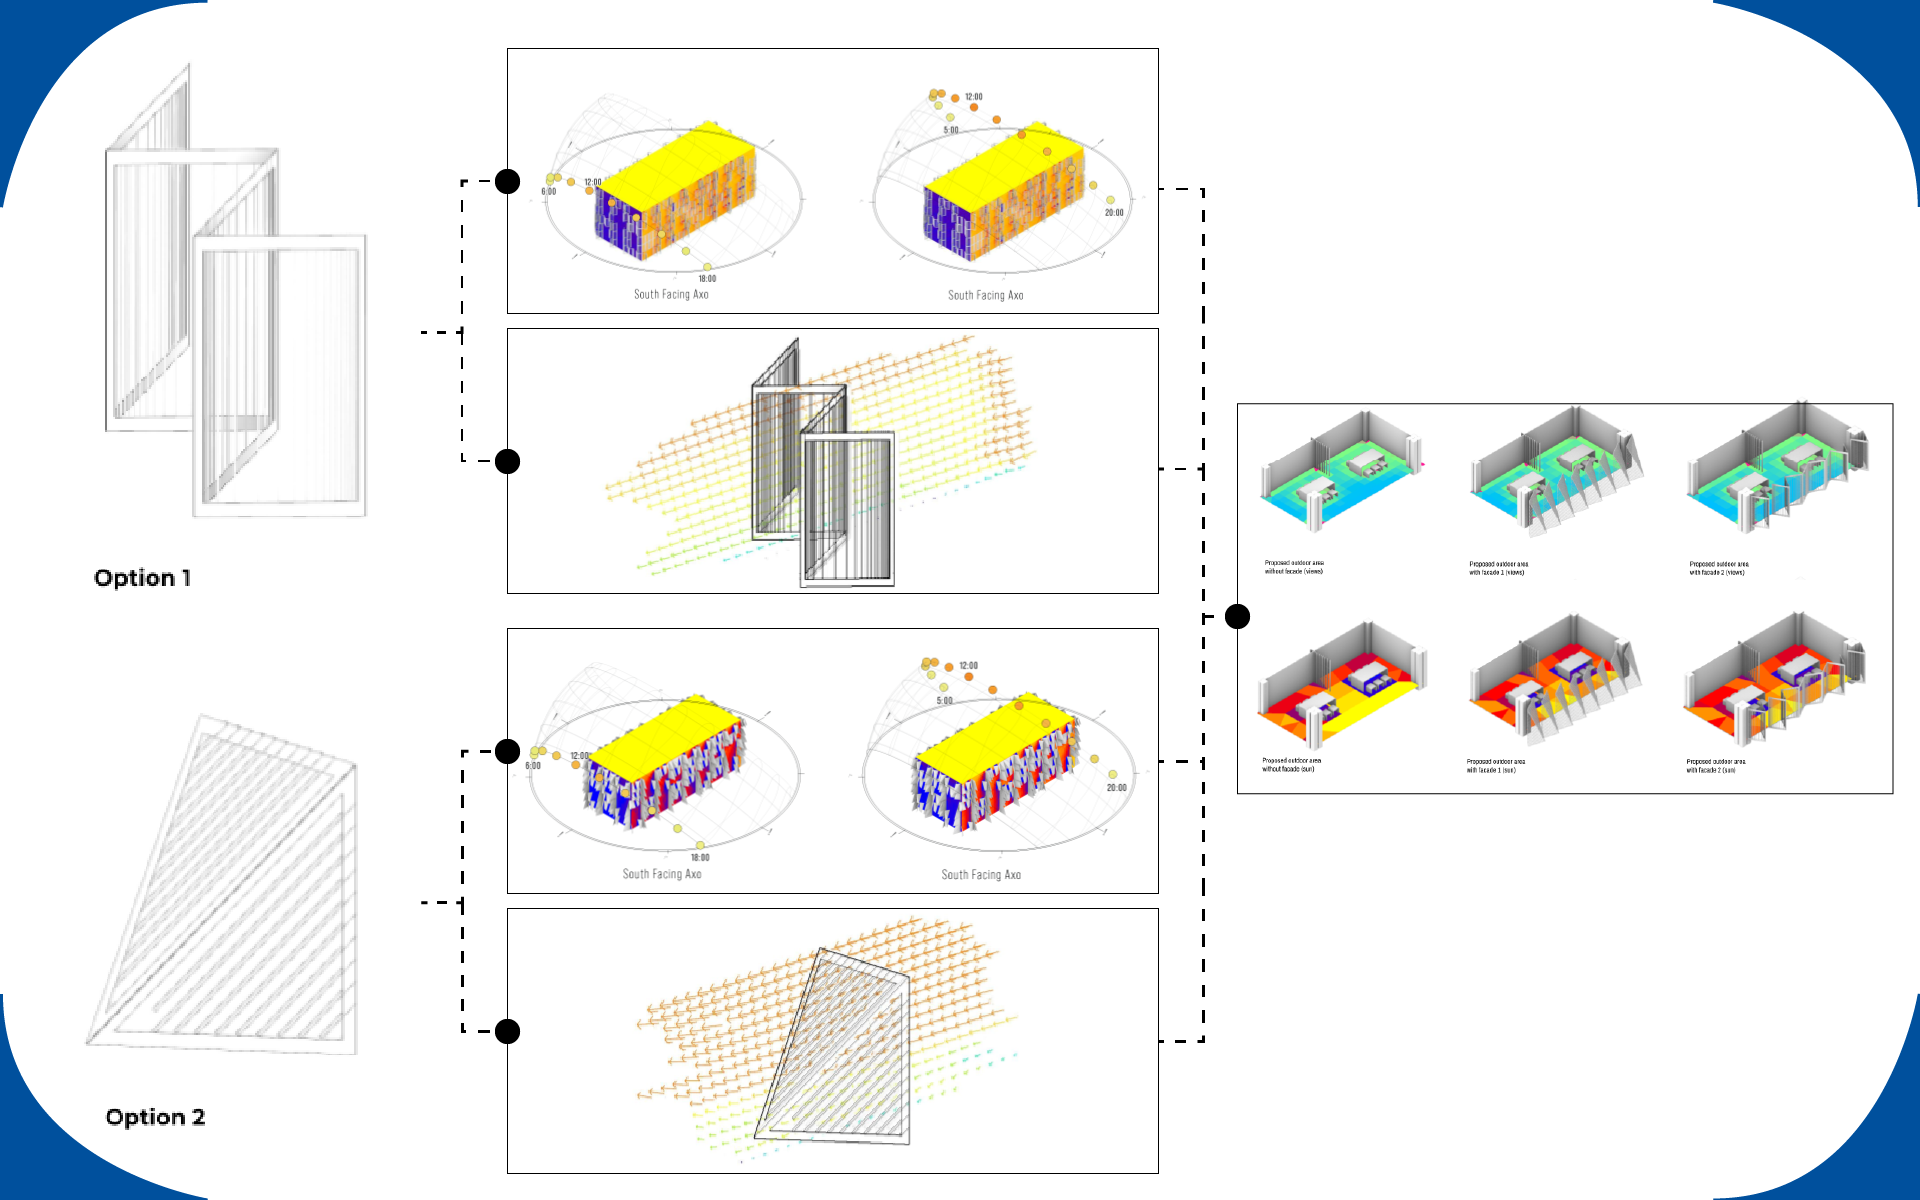 Option 1
6:00
12:00
18:00
South Facing Axo
12:00
5:00
20:00
South Facing Axo
Option 2
6:00
12:00
18:00
South Facing Axo
12:00
5:00
20:00
South Facing Axo
Proposed outdoor area
without facade (views)
Proposed outdoor area
with facade 1 (views)
Proposed outdoor area
with facade 2 (views)
Proposed outdoor area
without facade (sun)
Proposed outdoor area
with facade 1 (sun)
Proposed outdoor area
with facade 2 (sun)